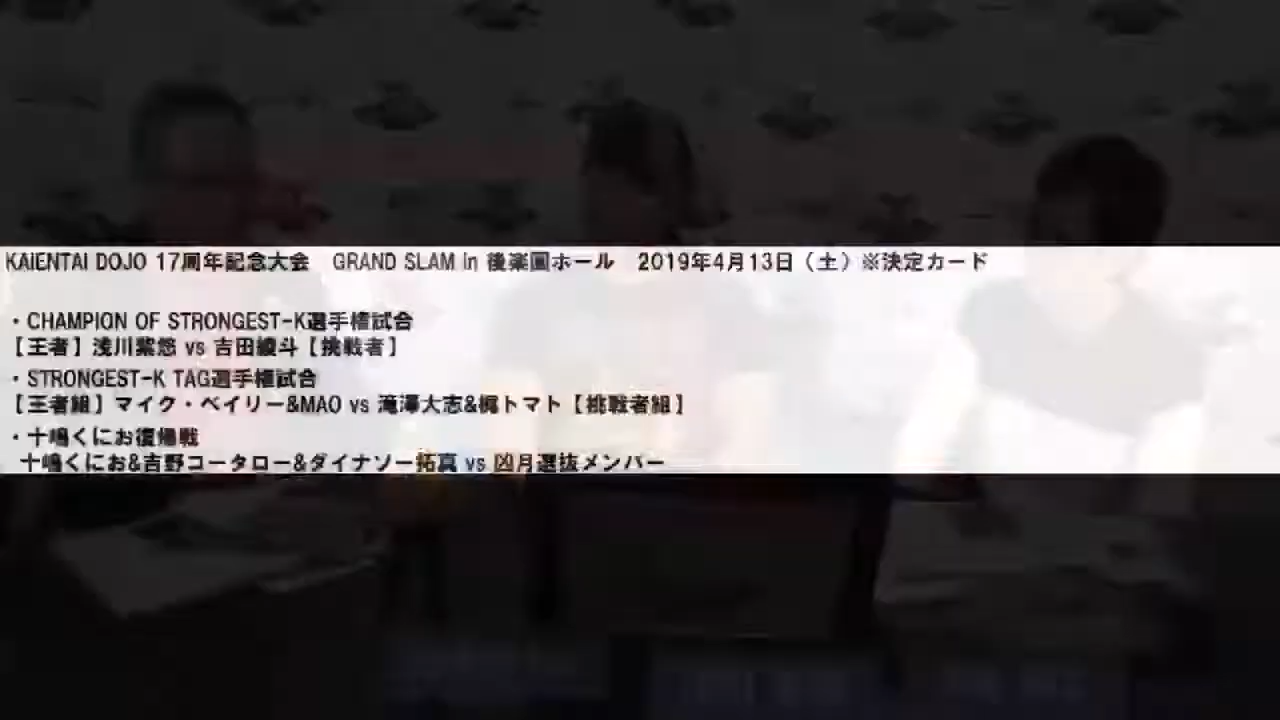 KAIENTAI DOJO 17周年記念大会　GRAND SLAM in 後楽園ホール　2019年4月13日（土）※決定カード
・CHAMPION OF STRONGEST-K選手権試合
【王者】浅川紫悠 vs 吉田綾斗【挑戦者】
・STRONGEST-K TAG選手権試合
【王者組】マイク・ベイリー&MAO vs 滝澤大志&梶トマト【挑戦者組】
・十嶋くにお復帰戦
十嶋くにお&吉野コータロー&ダイナソー拓真 vs 凶月選抜メンバー